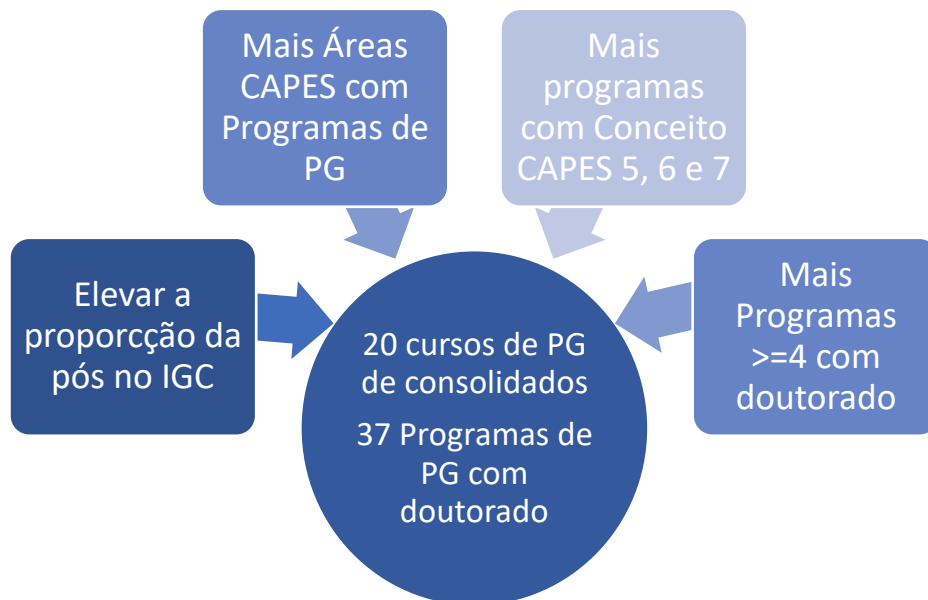 Mais Áreas
CAPES com
Programas de
PG
Mais
programas
com Conceito
CAPES 5, 6 e 7
Elevar a
proporcção da
pós no IGC
Mais
Programas
>=4 com
doutorado
20 cursos de PG
de consolidados
37 Programas de
PG com
doutorado